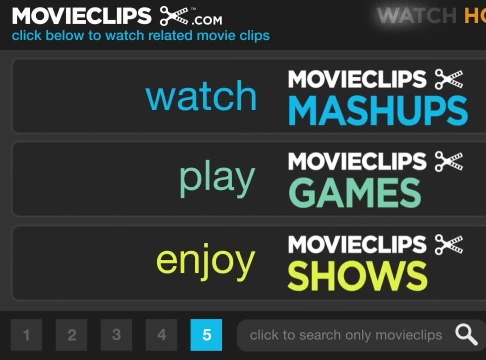 MOVIECLIPS .COM WATCH HO
click below to watch related movie clips
watch MOVIECLIPS MASHUPS
play MOVIECLIPS GAMES
enjoy MOVIECLIPS SHOWS
1 2 3 4 5 click to search only movieclips